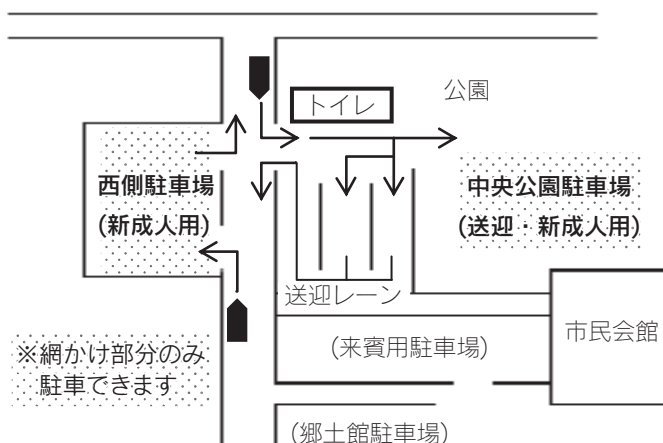 トイレ
公園
西側駐車場
(新成人用)
中央公園駐車場
(送迎・新成人用)
送迎レーン
市民会館
(来賓用駐車場)
※網かけ部分のみ
駐車できます
(郷土館駐車場)